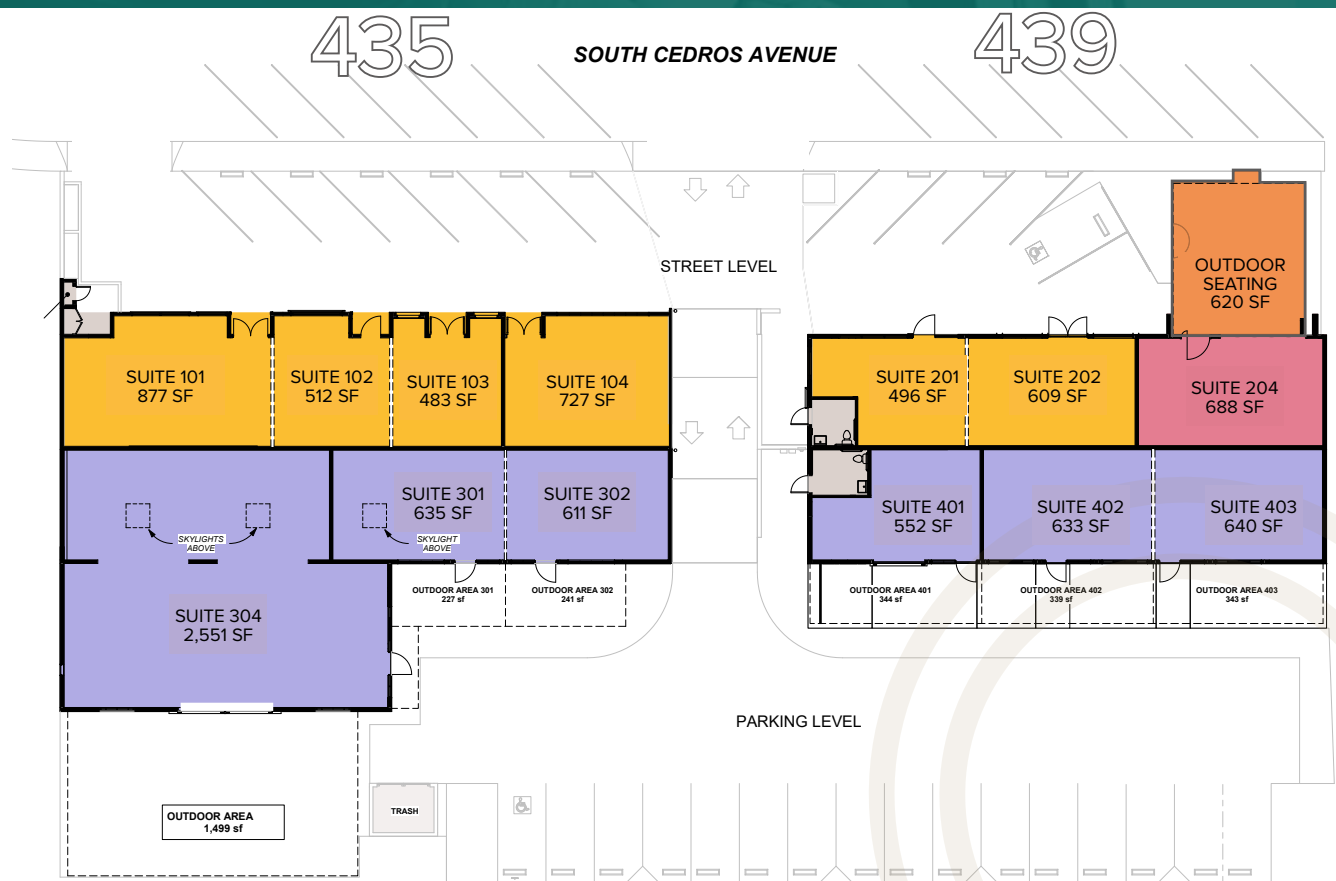 435
SOUTH CEDROS AVENUE
439
STREET LEVEL
OUTDOOR
SEATING
620 SF
SUITE 101
877 SF
SUITE 102
512 SF
SUITE 103
483 SF
SUITE 104
727 SF
SUITE 201
496 SF
SUITE 202
609 SF
SUITE 204
688 SF
SKYLIGHTS
ABOVE
SUITE 301
635 SF
SKYLIGHT
ABOVE
SUITE 302
611 SF
SUITE 401
552 SF
SUITE 402
633 SF
SUITE 403
640 SF
OUTDOOR AREA 301
227 sf
OUTDOOR AREA 302
241 sf
OUTDOOR AREA 401
344 sf
OUTDOOR AREA 402
339 sf
OUTDOOR AREA 403
343 sf
SUITE 304
2,551 SF
PARKING LEVEL
OUTDOOR AREA
1,499 sf
TRASH